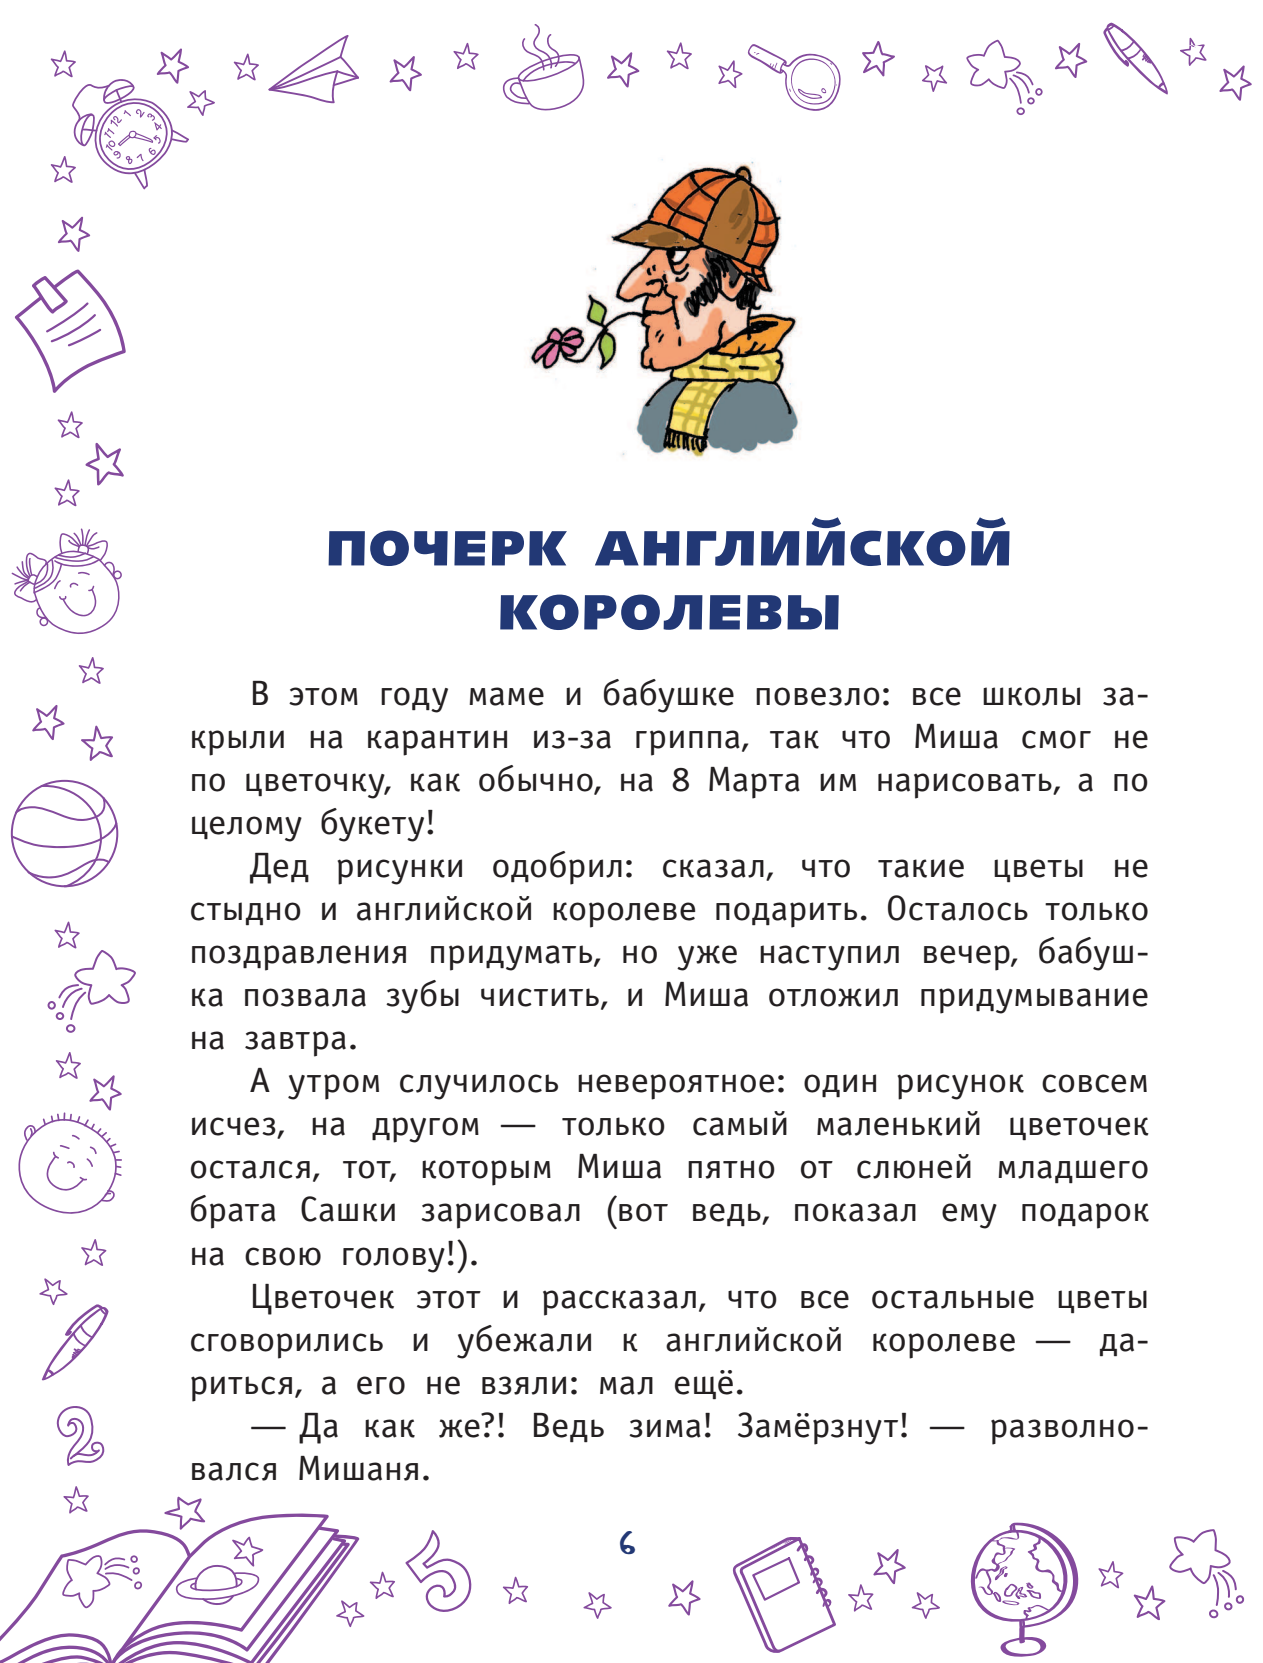 ПОЧЕРК АНГЛИЙСКОЙ
КОРОЛЕВЫ
В этом году маме и бабушке повезло: все школы за-
крыли на карантин из-за гриппа, так что Миша смог не
по цветочку, как обычно, на 8 Марта им нарисовать, а по
целому букету!
Дед рисунки одобрил: сказал, что такие цветы не
стыдно и английской королеве подарить. Осталось только
поздравления придумать, но уже наступил вечер, бабуш-
ка позвала зубы чистить, и Миша отложил придумывание
на завтра.
А утром случилось невероятное: один рисунок совсем
исчез, на другом — только самый маленький цветочек
остался, тот, которым Миша пятно от слюней младшего
брата Сашки зарисовал (вот ведь, показал ему подарок
на свою голову!).
Цветочек этот и рассказал, что все остальные цветы
сговорились и убежали к английской королеве — да-
риться, а его не взяли: мал ещё.
— Да как же?! Ведь зима! Замёрзнут! — разволно-
вался Мишаня.
2
5
6